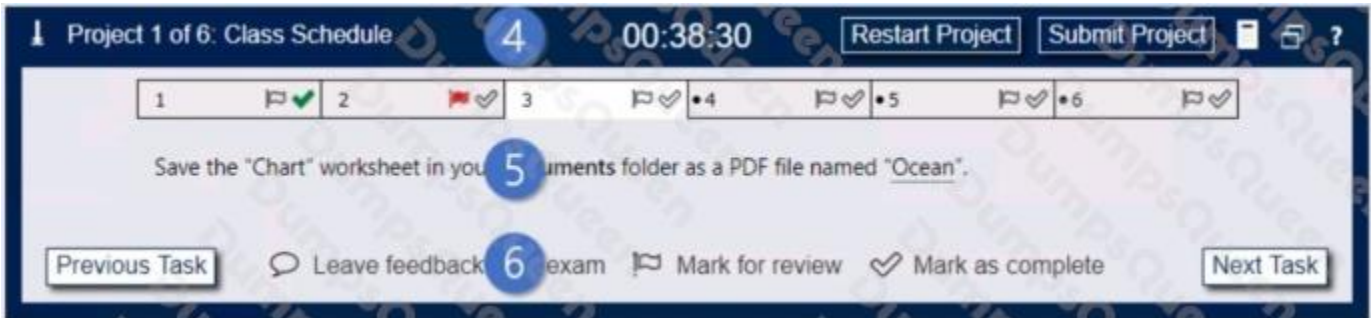 Project 1 of 6: Class Schedule 4 00:38:30 Restart Project Submit Project ?
1 2 3 •4 •5 •6
Save the "Chart" worksheet in you 5 uments folder as a PDF file named "Ocean".
Previous Task Leave feedback 6 exam Mark for review Mark as complete Next Task
DumpsQueen